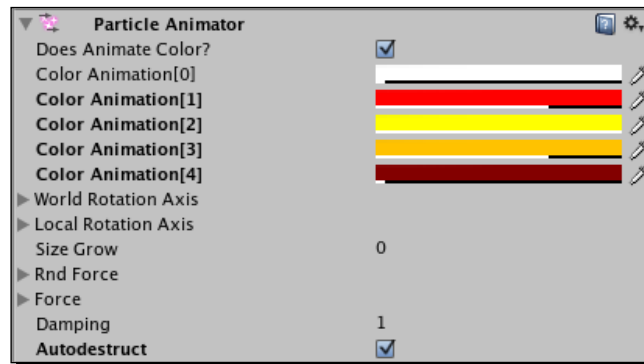 Particle Animator
Does Animate Color?
Color Animation[0]
Color Animation[1]
Color Animation[2]
Color Animation[3]
Color Animation[4]
World Rotation Axis
Local Rotation Axis
Size Grow 0
Rnd Force
Force
Damping 1
Autodestruct